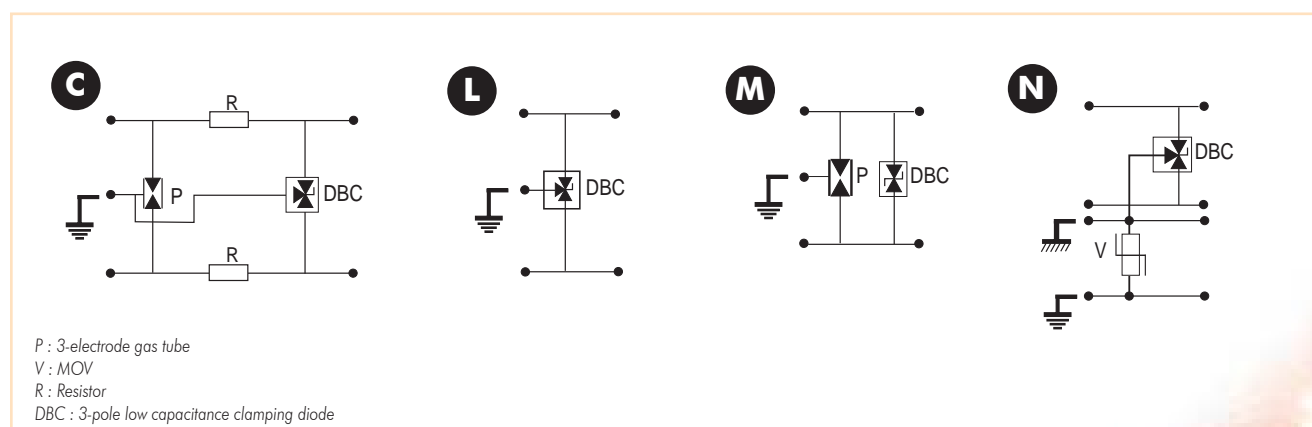 C
L
M
N
R
P
DBC
R
DBC
P
DBC
DBC
V
P : 3-electrode gas tube
V : MOV
R : Resistor
DBC : 3-pole low capacitance clamping diode